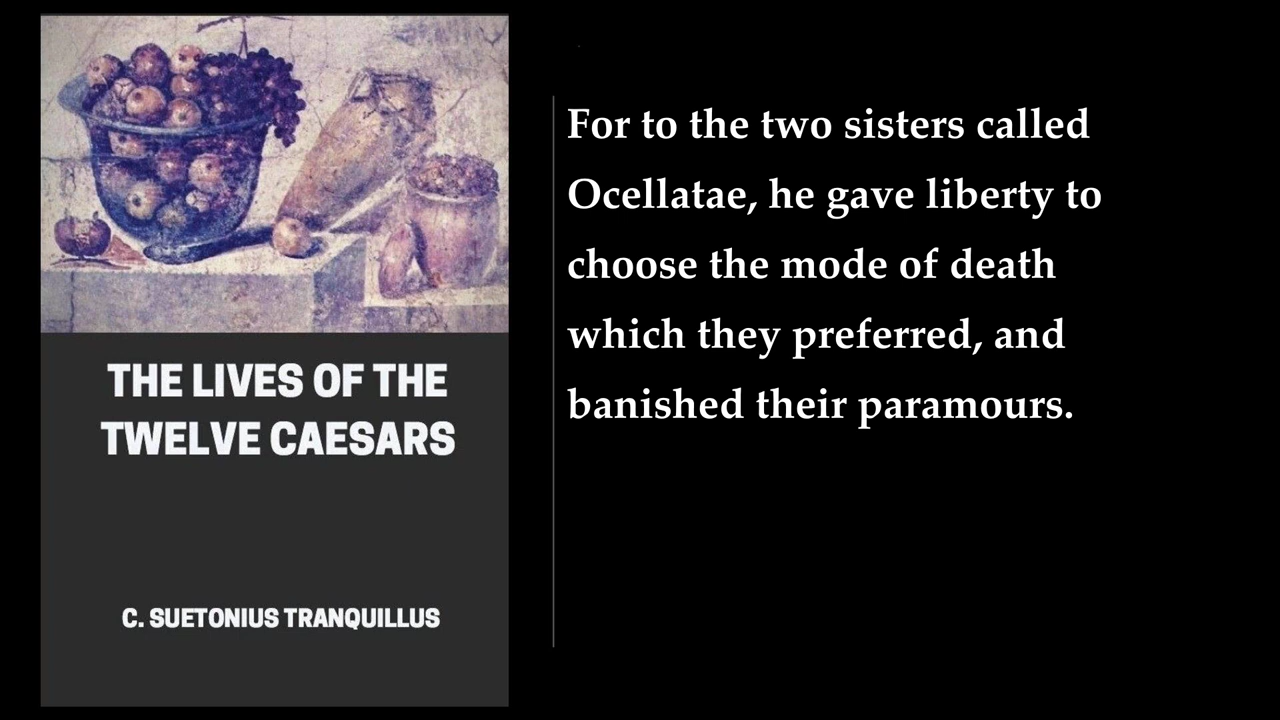 THE LIVES OF THE
TWELVE CAESARS
C. SUETONIUS TRANQUILLUS
For to the two sisters called
Ocellatae, he gave liberty to
choose the mode of death
which they preferred, and
banished their paramours.